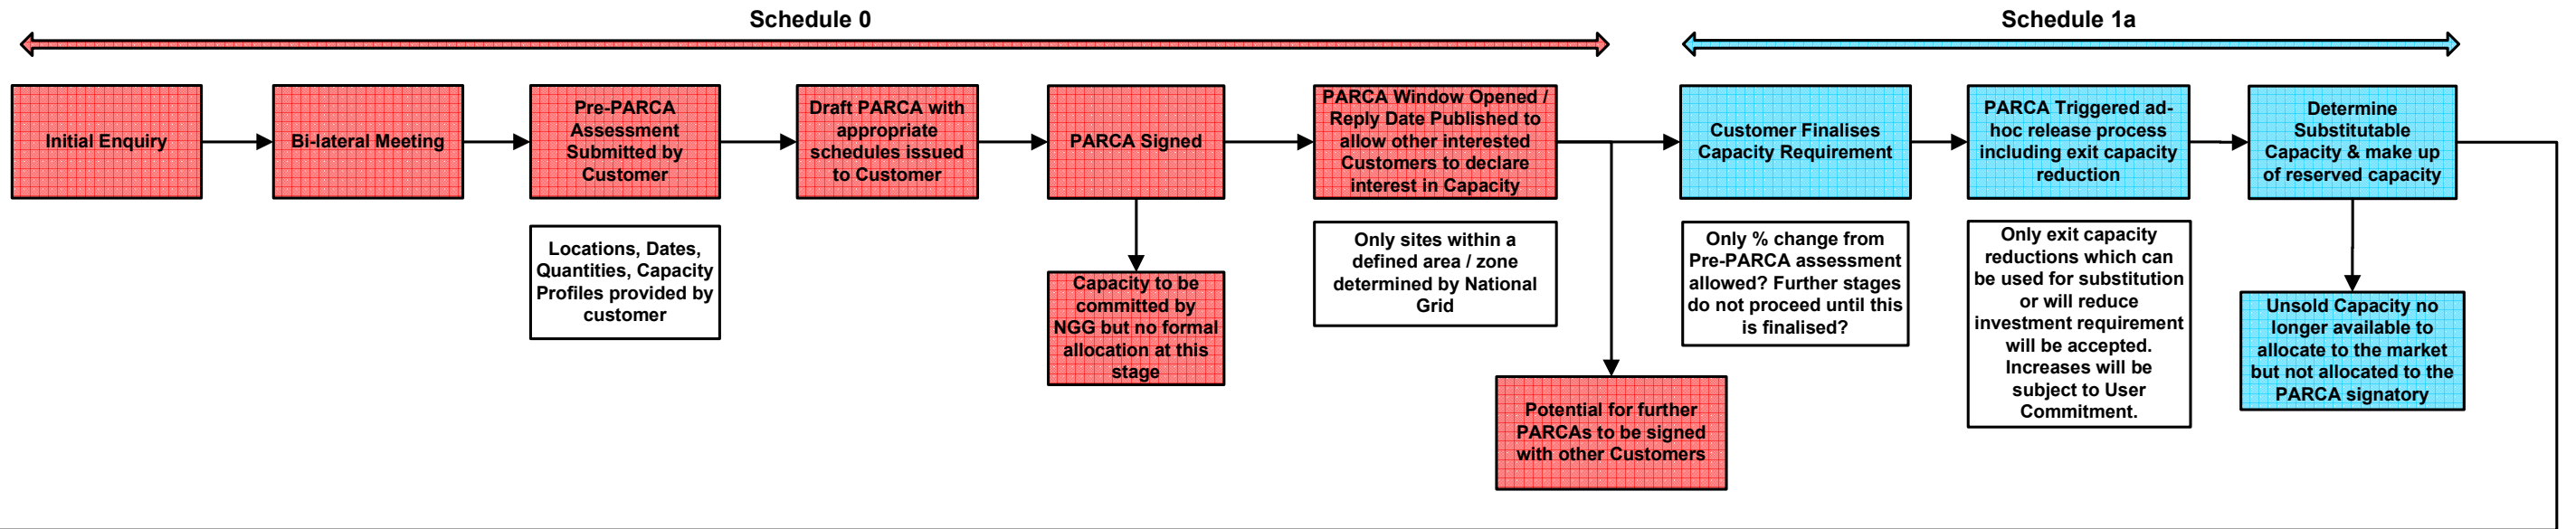 Schedule 0
Schedule 1a
Initial Enquiry
Bi-lateral Meeting
Pre-PARCA
Assessment
Submitted by
Customer
Draft PARCA with
appropriate
schedules issued
to Customer
PARCA Signed
PARCA Window Opened /
Reply Date Published to
allow other interested
Customers to declare
interest in Capacity
Customer Finalises
Capacity Requirement
PARCA Triggered ad-
hoc release process
including exit capacity
reduction
Determine
Substitutable
Capacity & make up
of reserved capacity
Locations, Dates,
Quantities, Capacity
Profiles provided by
customer
Capacity to be
committed by
NGG but no formal
allocation at this
stage
Only sites within a
defined area / zone
determined by National
Grid
Potential for further
PARCAs to be signed
with other Customers
Only % change from
Pre-PARCA assessment
allowed? Further stages
do not proceed until this
is finalised?
Only exit capacity
reductions which can
be used for substitution
or will reduce
investment requirement
will be accepted.
Increases will be
subject to User
Commitment.
Unsold Capacity no
longer available to
allocate to the market
but not allocated to the
PARCA signatory